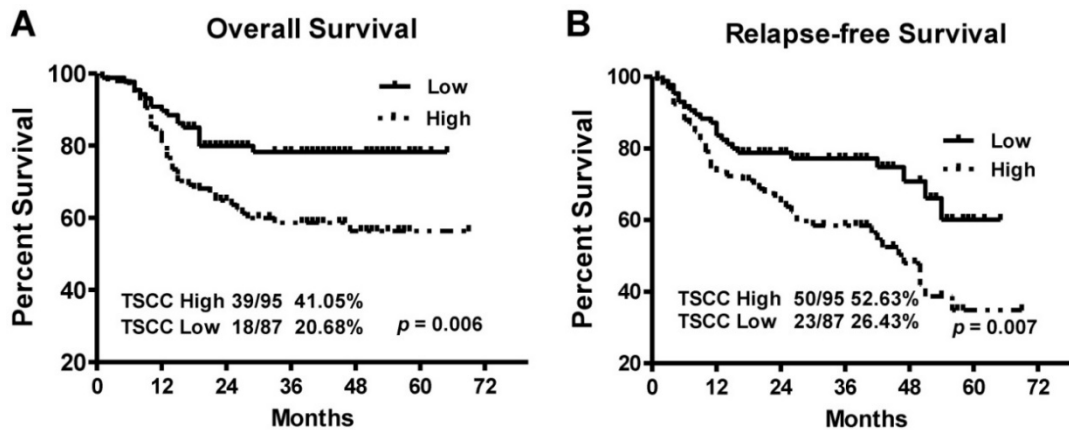 A
Overall Survival
Percent Survival
100
80
60
40
20
Low
High
TSCC High 39/95 41.05%
TSCC Low 18/87 20.68%
p = 0.006
0 12 24 36 48 60 72
Months
B
Relapse-free Survival
Percent Survival
100
80
60
40
20
Low
High
TSCC High 50/95 52.63%
TSCC Low 23/87 26.43%
p = 0.007
0 12 24 36 48 60 72
Months